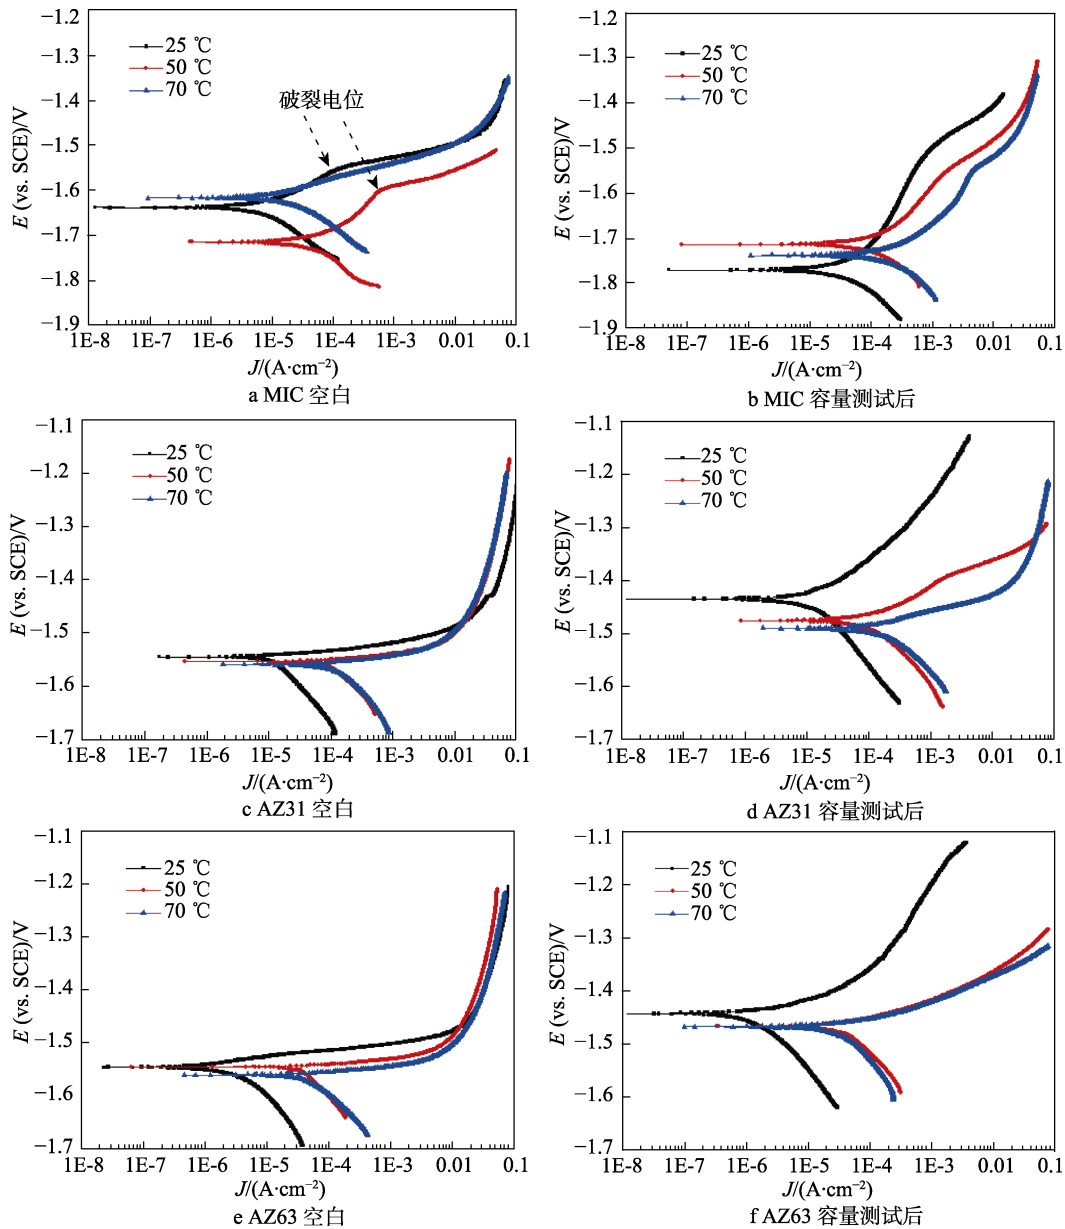 −1.2
−1.3
−1.4
−1.5
−1.6
−1.7
−1.8
−1.9
E (vs. SCE)/V
25 ℃
50 ℃
70 ℃
破裂电位
1E-8 1E-7 1E-6 1E-5 1E-4 1E-3 0.01 0.1
J/(A·cm⁻²)
a MIC 空白
−1.2
−1.3
−1.4
−1.5
−1.6
−1.7
−1.8
−1.9
E (vs. SCE)/V
25 ℃
50 ℃
70 ℃
1E-8 1E-7 1E-6 1E-5 1E-4 1E-3 0.01 0.1
J/(A·cm⁻²)
b MIC 容量测试后
−1.1
−1.2
−1.3
−1.4
−1.5
−1.6
−1.7
E (vs. SCE)/V
25 ℃
50 ℃
70 ℃
1E-8 1E-7 1E-6 1E-5 1E-4 1E-3 0.01 0.1
J/(A·cm⁻²)
c AZ31 空白
−1.1
−1.2
−1.3
−1.4
−1.5
−1.6
−1.7
E (vs. SCE)/V
25 ℃
50 ℃
70 ℃
1E-8 1E-7 1E-6 1E-5 1E-4 1E-3 0.01 0.1
J/(A·cm⁻²)
d AZ31 容量测试后
−1.1
−1.2
−1.3
−1.4
−1.5
−1.6
−1.7
E (vs. SCE)/V
25 ℃
50 ℃
70 ℃
1E-8 1E-7 1E-6 1E-5 1E-4 1E-3 0.01 0.1
J/(A·cm⁻²)
e AZ63 空白
−1.1
−1.2
−1.3
−1.4
−1.5
−1.6
−1.7
E (vs. SCE)/V
25 ℃
50 ℃
70 ℃
1E-8 1E-7 1E-6 1E-5 1E-4 1E-3 0.01 0.1
J/(A·cm⁻²)
f AZ63 容量测试后